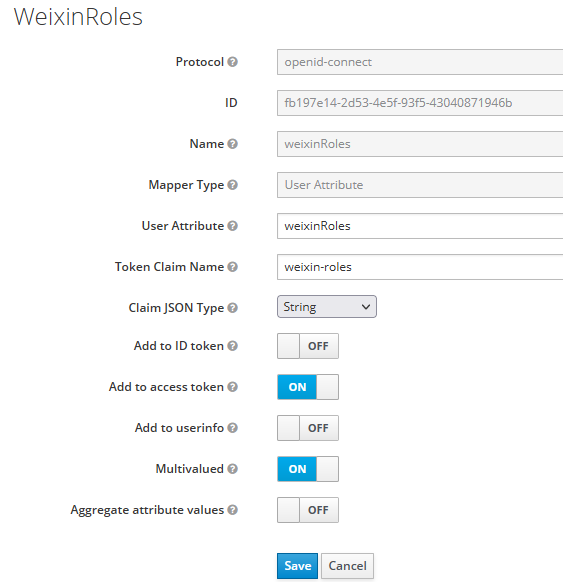 WeixinRoles
Protocol
openid-connect
ID
fb197e14-2d53-4e5f-93f5-43040871946b
Name
weixinRoles
Mapper Type
User Attribute
User Attribute
weixinRoles
Token Claim Name
weixin-roles
Claim JSON Type
String
Add to ID token
OFF
Add to access token
ON
Add to userinfo
OFF
Multivalued
ON
Aggregate attribute values
OFF
Save
Cancel